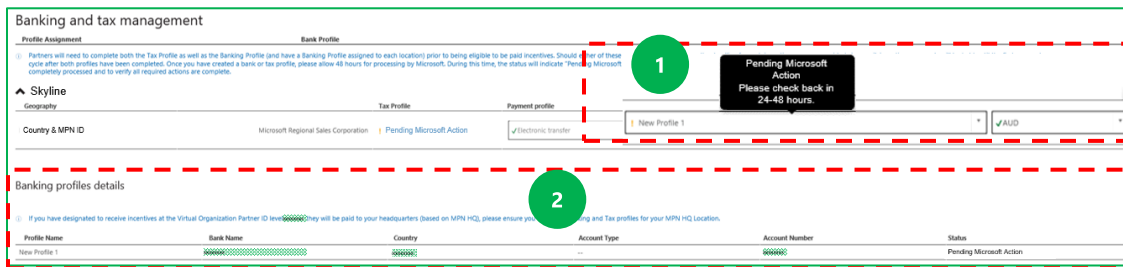 Banking and tax management
Profile Assignment Bank Profile
Partners will need to complete both the Tax Profile as well as the Banking Profile (and have a Banking Profile assigned to each location) prior to being eligible to be paid incentives. Should either of these
cycle after both profiles have been completed. Once you have created a bank or tax profile, please allow 48 hours for processing by Microsoft. During this time, the status will indicate "Pending Microsoft
completely processed and to verify all required actions are complete.
1
Pending Microsoft
Action
Please check back in
24-48 hours.
Skyline
Geography Tax Profile Payment profile
! New Profile 1 AUD
Country & MPN ID Microsoft Regional Sales Corporation ! Pending Microsoft Action Electronic transfer
Banking profiles details
2
If you have designated to receive incentives at the Virtual Organization Partner ID level they will be paid to your headquarters (based on MPN HQ), please ensure you and Tax profiles for your MPN HQ Location.
Profile Name Bank Name Country Account Type Account Number Status
New Profile 1 -- Pending Microsoft Action